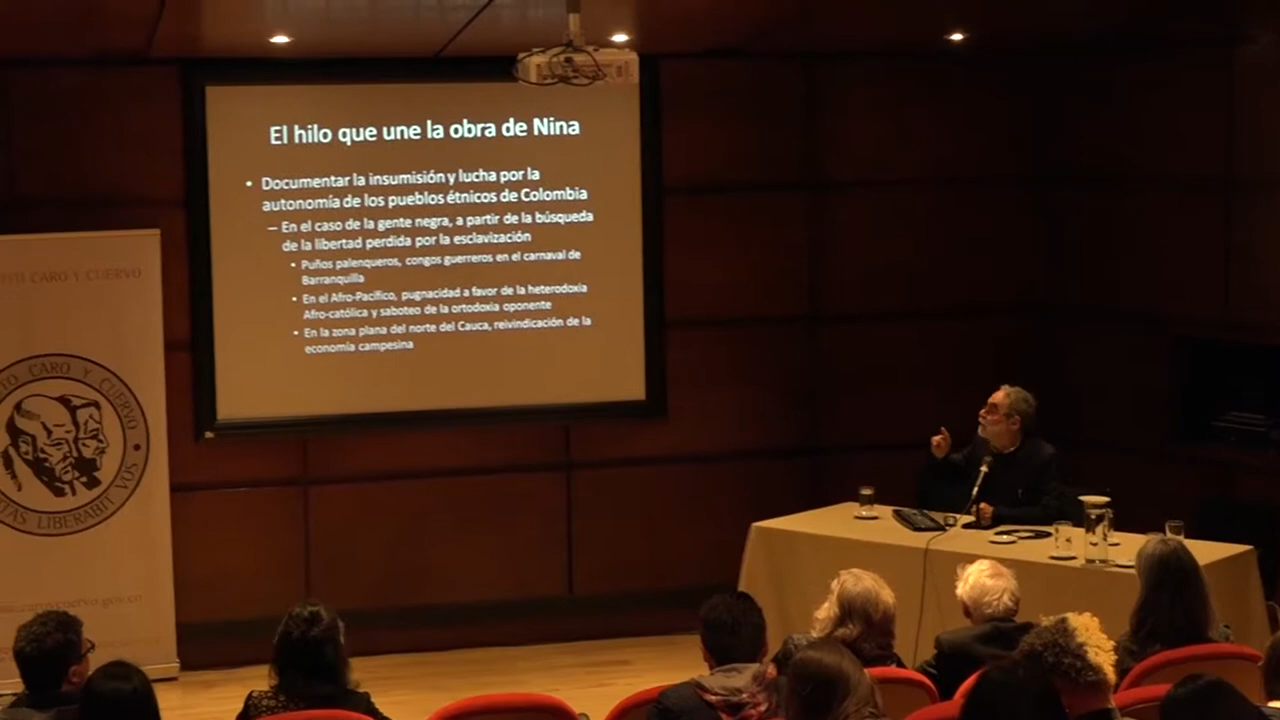 El hilo que une la obra de Nina
• Documentar la insumisión y lucha por la
autonomía de los pueblos étnicos de Colombia
– En el caso de la gente negra, a partir de la búsqueda
de la libertad perdida por la esclavización
• Puños palenqueros, congos guerreros en el carnaval de
Barranquilla
• En el Afro-Pacífico, pugnacidad a favor de la heterodoxia
Afro-católica y saboteo de la ortodoxia oponente
• En la zona plana del norte del Cauca, reivindicación de la
economía campesina
CARO Y CUERVO
CARO Y CUERVO
LIBERABIT VOS